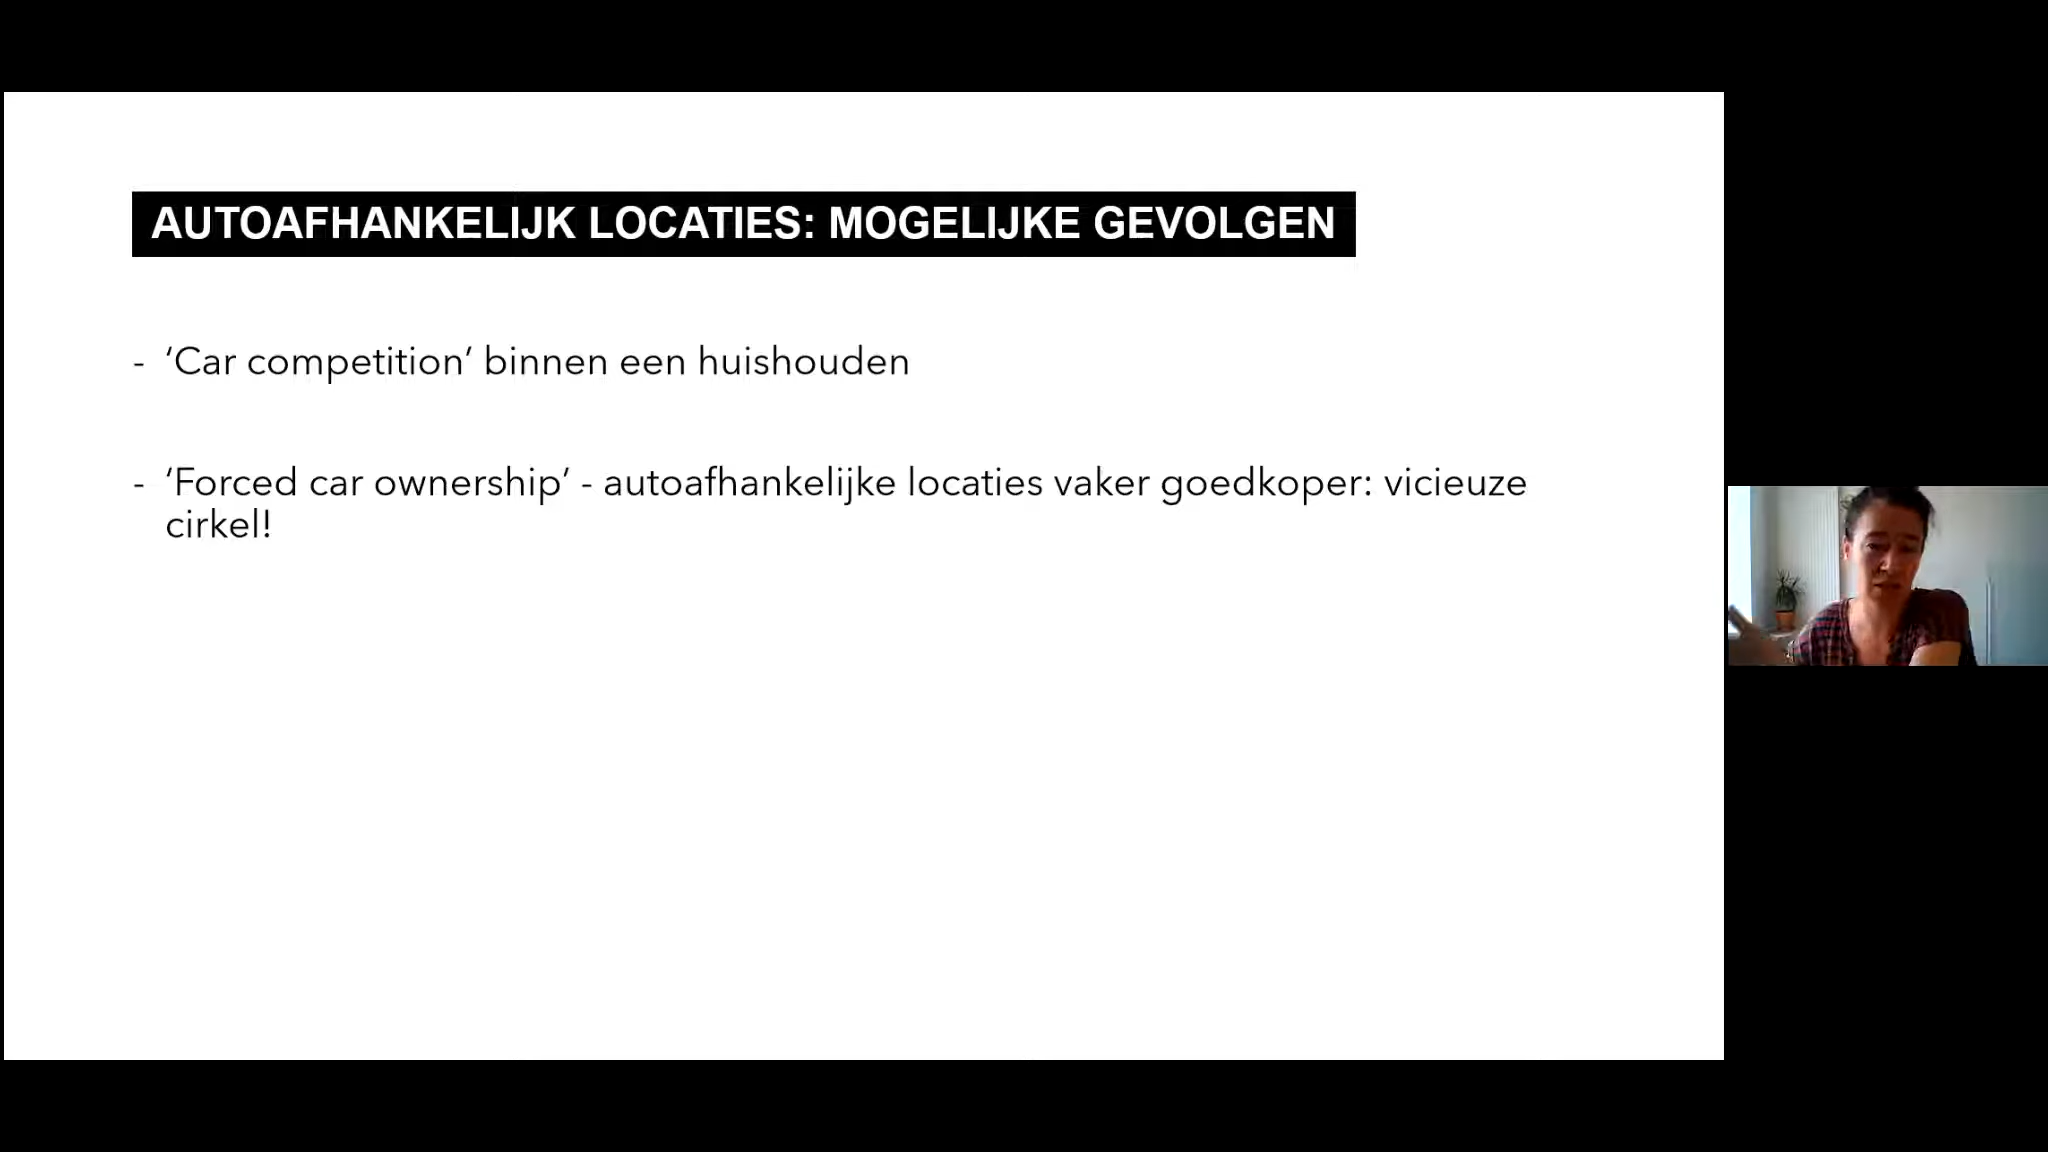 AUTOAFHANKELIJK LOCATIES: MOGELIJKE GEVOLGEN
- ‘Car competition’ binnen een huishouden
- ‘Forced car ownership’ - autoafhankelijke locaties vaker goedkoper: vicieuze
cirkel!